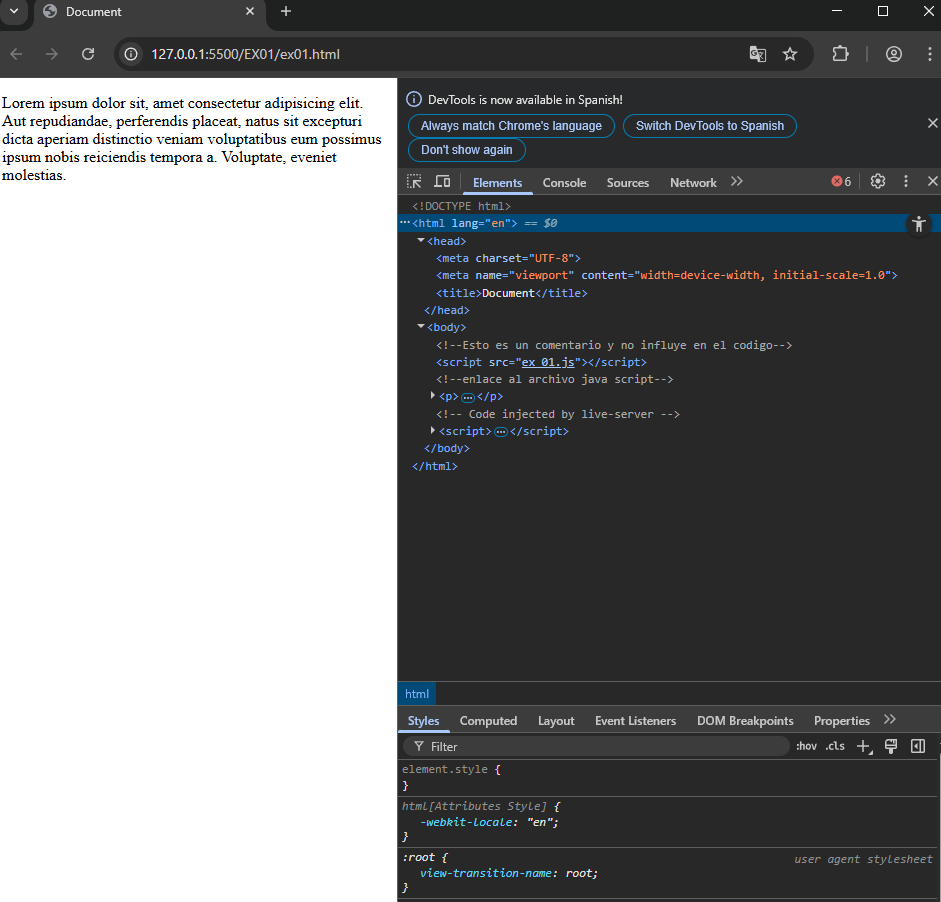 Document
127.0.0.1:5500/EX01/ex01.html
Lorem ipsum dolor sit, amet consectetur adipisicing elit.
Aut repudiandae, perferendis placeat, natus sit excepturi
dicta aperiam distinctio veniam voluptatibus eum possimus
ipsum nobis reiciendis tempora a. Voluptate, eveniet
molestias.
DevTools is now available in Spanish!
Always match Chrome's language Switch DevTools to Spanish
Don't show again
Elements Console Sources Network 6
<!DOCTYPE html>
<html lang="en"> == $0
<head>
<meta charset="UTF-8">
<meta name="viewport" content="width=device-width, initial-scale=1.0">
<title>Document</title>
</head>
<body>
<!--Esto es un comentario y no influye en el codigo-->
<script src="ex_01.js"></script>
<!--enlace al archivo java script-->
<p>…</p>
<!-- Code injected by live-server -->
<script>…</script>
</body>
</html>
html
Styles Computed Layout Event Listeners DOM Breakpoints Properties
Filter :hov .cls
element.style {
}
html[Attributes Style] {
-webkit-locale: "en";
}
:root { user agent stylesheet
view-transition-name: root;
}